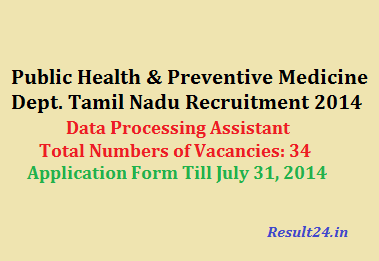 Public Health & Preventive Medicine
Dept. Tamil Nadu Recruitment 2014
Data Processing Assistant
Total Numbers of Vacancies: 34
Application Form Till July 31, 2014
Result24.in